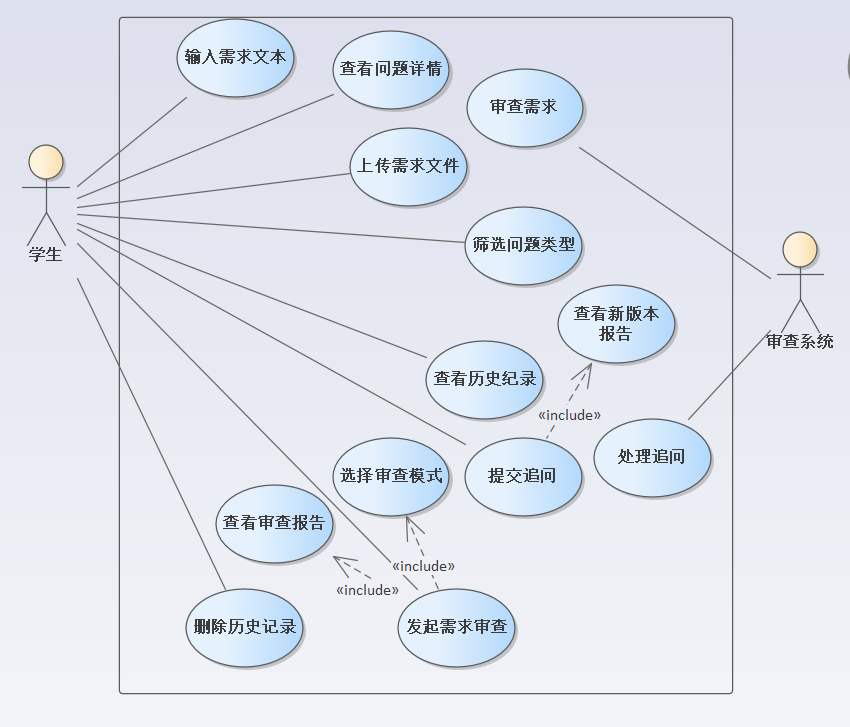 输入需求文本
查看问题详情
审查需求
上传需求文件
筛选问题类型
学生
查看新版本
报告
审查系统
查看历史纪录
«include»
处理追问
选择审查模式
提交追问
查看审查报告
«include»
«include»
删除历史记录
发起需求审查